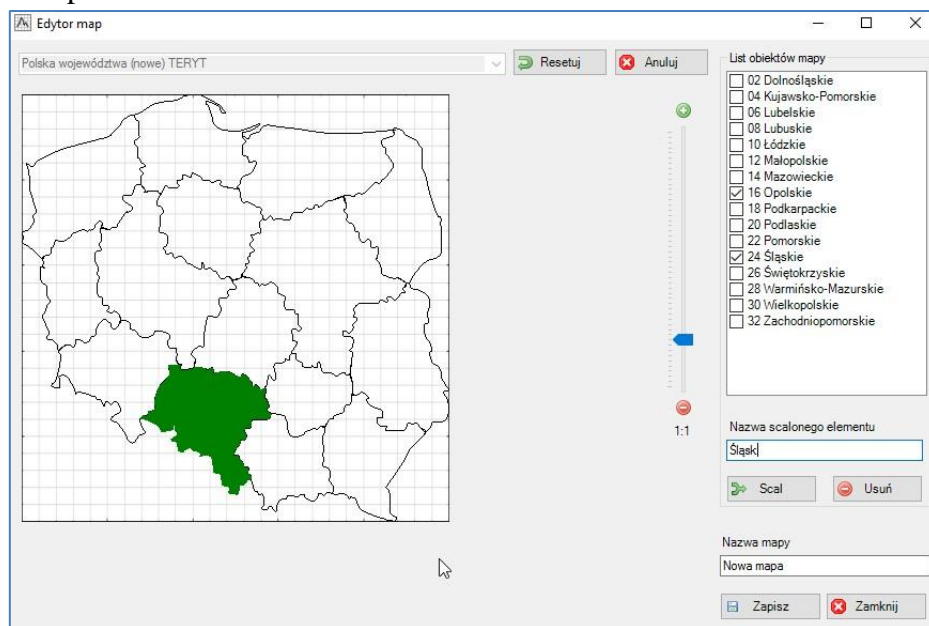 Edytor map
Polska województwa (nowe) TERYT
Resetuj
Anuluj
List obiektów mapy
02 Dolnośląskie
04 Kujawsko-Pomorskie
06 Lubelskie
08 Lubuskie
10 Łódzkie
12 Małopolskie
14 Mazowieckie
16 Opolskie
18 Podkarpackie
20 Podlaskie
22 Pomorskie
24 Śląskie
26 Świętokrzyskie
28 Warmińsko-Mazurskie
30 Wielkopolskie
32 Zachodniopomorskie
1:1
Nazwa scalonego elementu
Śląsk
Scal
Usuń
Nazwa mapy
Nowa mapa
Zapisz
Zamknij